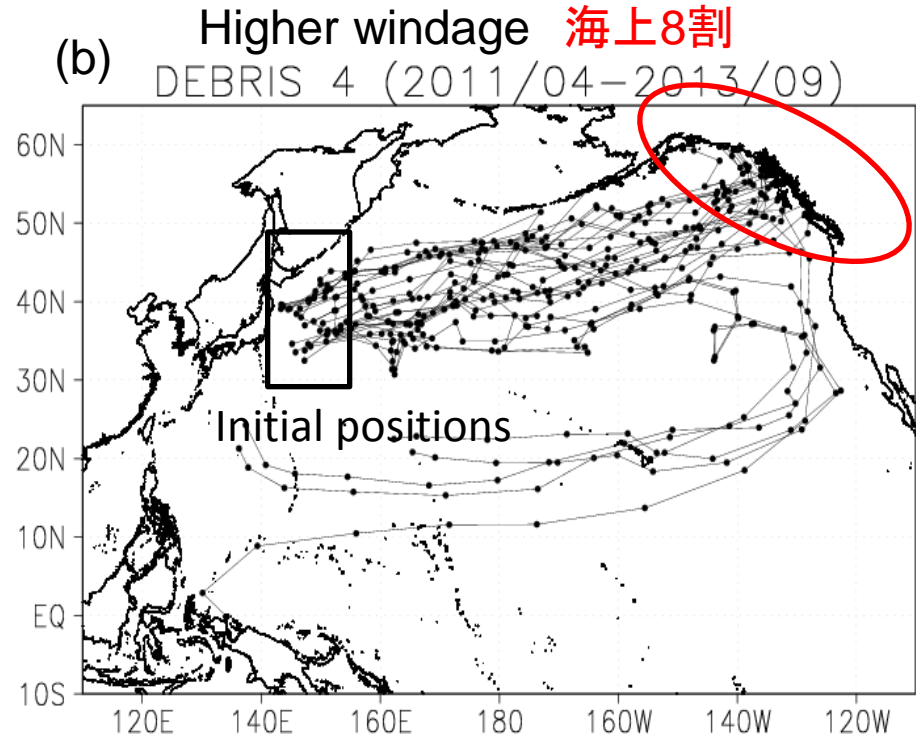 Higher windage 海上8割
(b)
DEBRIS 4 (2011/04-2013/09)
60N
50N
40N
30N
Initial positions
20N
10N
EQ
10S
120E 140E 160E 180 160W 140W 120W